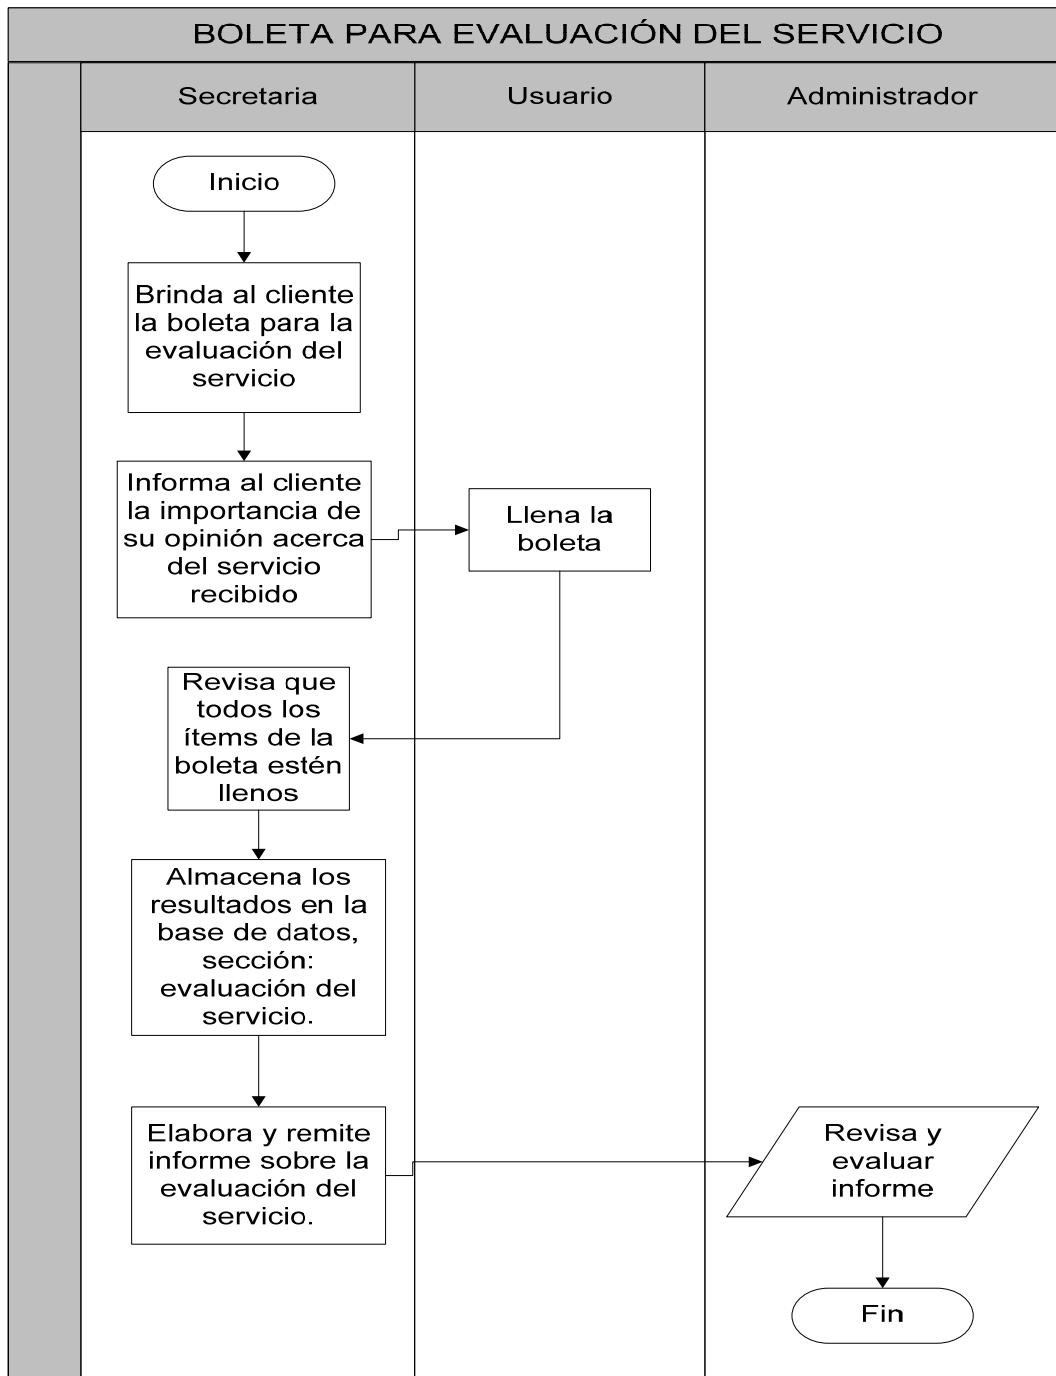 BOLETA PARA EVALUACIÓN DEL SERVICIO
Secretaria
Usuario
Administrador
Inicio
Brinda al cliente
la boleta para la
evaluación del
servicio
Informa al cliente
la importancia de
su opinión acerca
del servicio
recibido
Llena la
boleta
Revisa que
todos los
ítems de la
boleta estén
llenos
Almacena los
resultados en la
base de datos,
sección:
evaluación del
servicio.
Elabora y remite
informe sobre la
evaluación del
servicio.
Revisa y
evaluar
informe
Fin